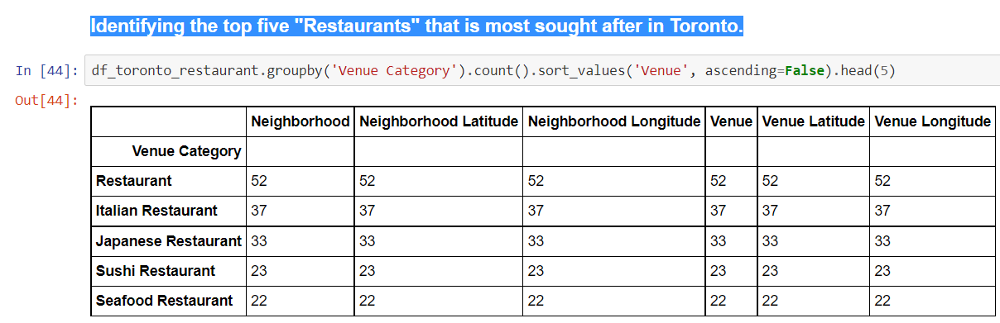 Identifying the top five "Restaurants" that is most sought after in Toronto.
In [44]: df_toronto_restaurant.groupby('Venue Category').count().sort_values('Venue', ascending=False).head(5)
Out[44]:
Neighborhood Neighborhood Latitude Neighborhood Longitude Venue Venue Latitude Venue Longitude
Venue Category
Restaurant 52 52 52 52 52 52
Italian Restaurant 37 37 37 37 37 37
Japanese Restaurant 33 33 33 33 33 33
Sushi Restaurant 23 23 23 23 23 23
Seafood Restaurant 22 22 22 22 22 22